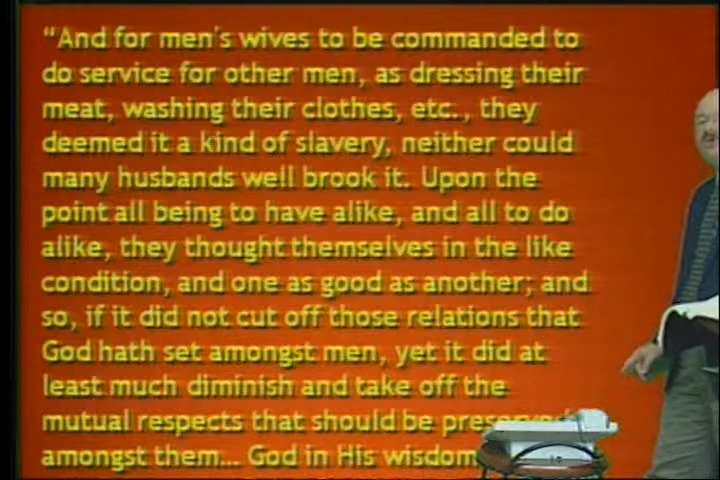 “And for men's wives to be commanded to
do service for other men, as dressing their
meat, washing their clothes, etc., they
deemed it a kind of slavery, neither could
many husbands well brook it. Upon the
point all being to have alike, and all to do
alike, they thought themselves in the like
condition, and one as good as another; and
so, if it did not cut off those relations that
God hath set amongst men, yet it did at
least much diminish and take off the
mutual respects that should be preserved
amongst them... God in His wisdom